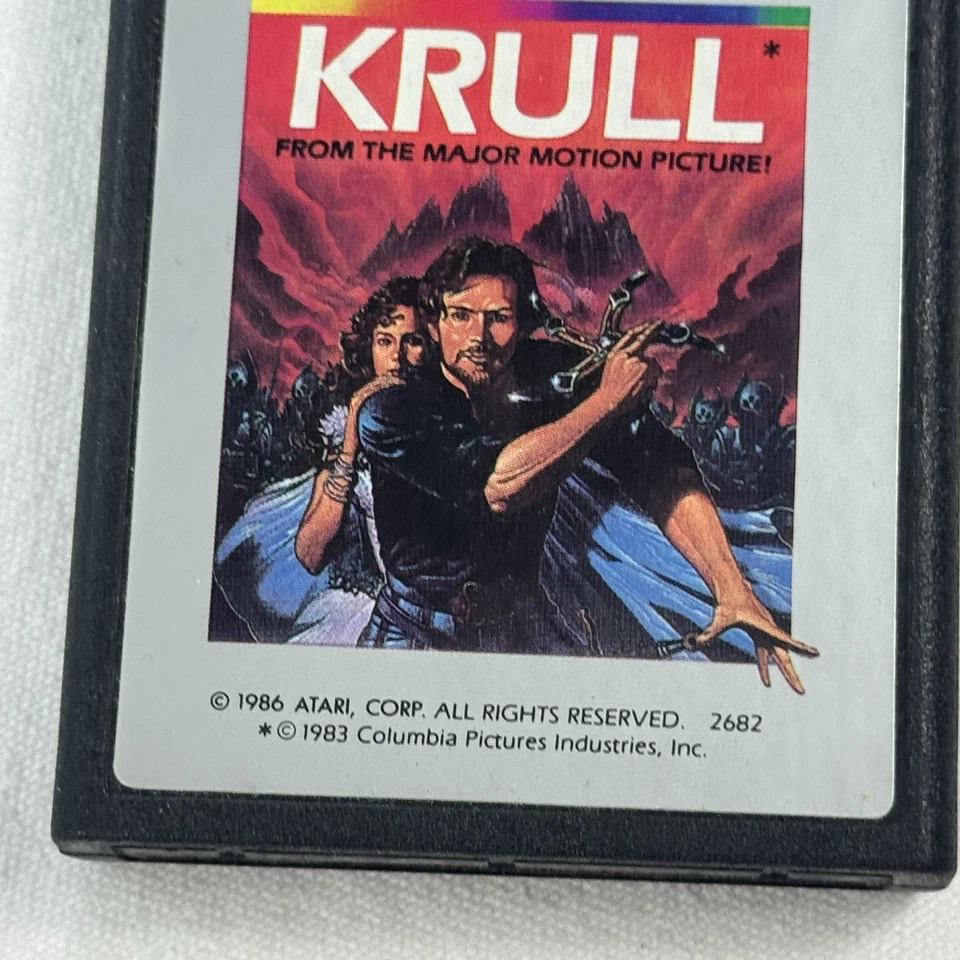 KRULL*
FROM THE MAJOR MOTION PICTURE!
© 1986 ATARI, CORP. ALL RIGHTS RESERVED. 2682
*© 1983 Columbia Pictures Industries, Inc.